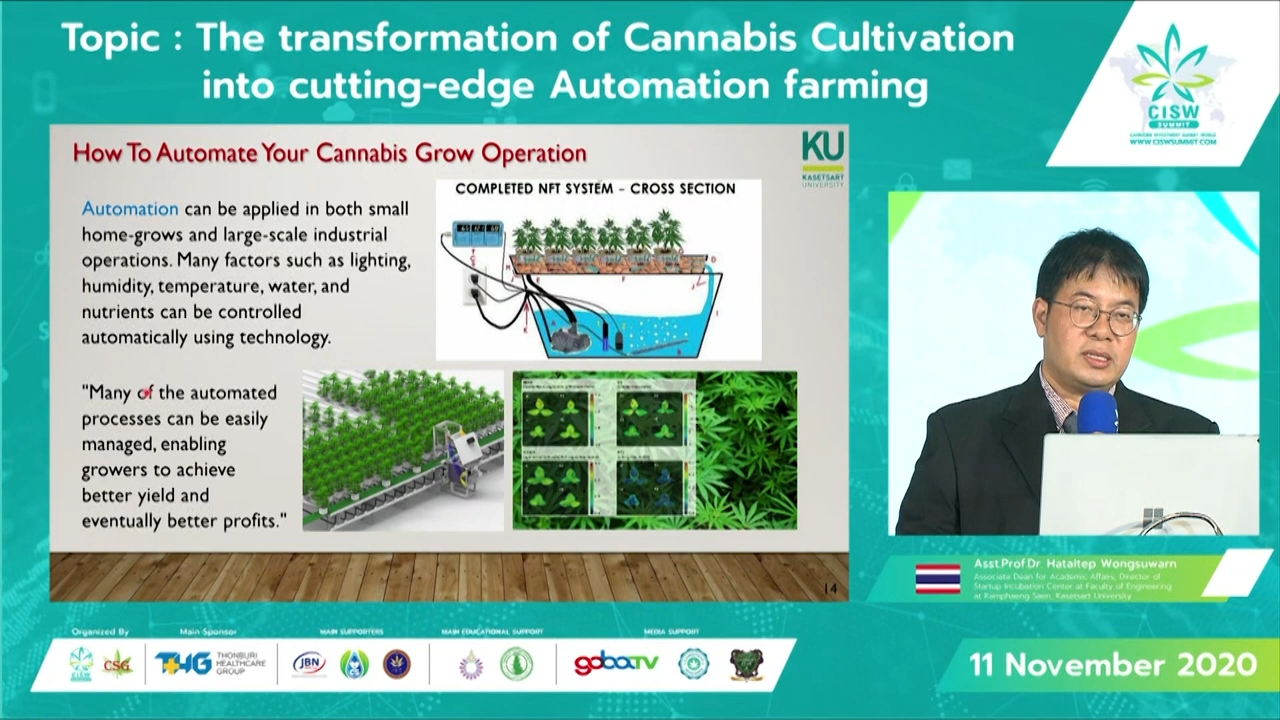 Topic : The transformation of Cannabis Cultivation
into cutting-edge Automation farming
CISW
SUMMIT
CANNABIS INVESTMENT SUMMIT WORLD
WWW.CISWSUMMIT.COM
How To Automate Your Cannabis Grow Operation
KU
KASETSART
UNIVERSITY
Automation can be applied in both small
home-grows and large-scale industrial
operations. Many factors such as lighting,
humidity, temperature, water, and
nutrients can be controlled
automatically using technology.
COMPLETED NFT SYSTEM – CROSS SECTION
"Many of the automated
processes can be easily
managed, enabling
growers to achieve
better yield and
eventually better profits."
14
Asst.Prof.Dr. Hataitep Wongsuwarn
Associate Dean for Academic Affairs, Director of
Startup Incubation Center at Faculty of Engineering
at Kamphaeng Saen, Kasetsart University
Organized By
Main Sponsor
MAIN SUPPORTERS
MAIN EDUCATIONAL SUPPORT
MEDIA SUPPORT
CSG
THG
THONBURI
HEALTHCARE
GROUP
JBN
gobaTV
11 November 2020